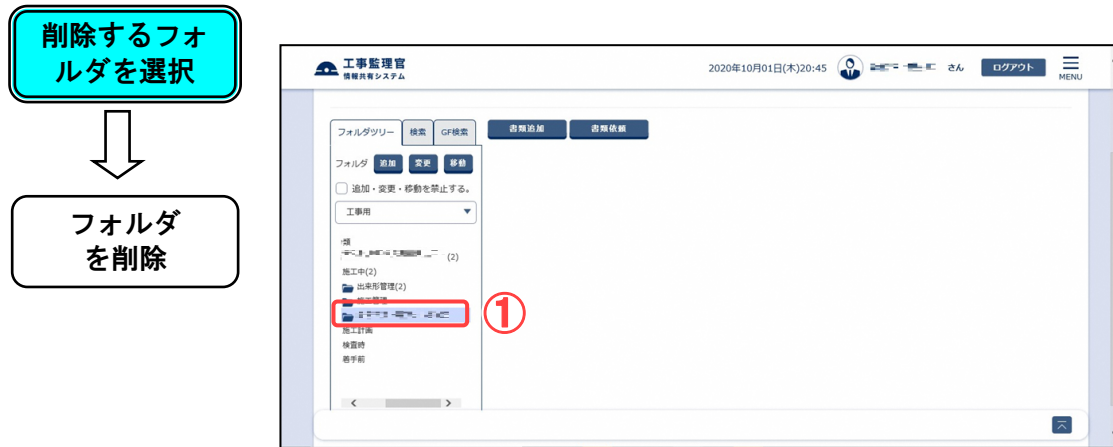 削除するフォ
ルダを選択
フォルダ
を削除
工事監理官
情報共有システム
2020年10月01日(木)20:45
さん
ログアウト
MENU
フォルダツリー 検索 GF検索
書類追加 書類依頼
フォルダ 追加 変更 移動
追加・変更・移動を禁止する。
工事用
類
(2)
施工中(2)
出来形管理(2)
①
施工計画
検査時
着手前